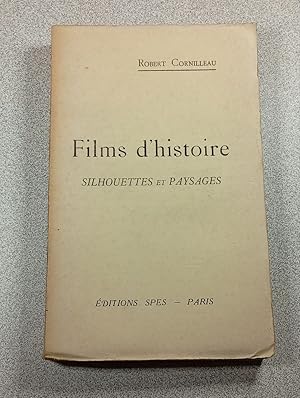 ROBERT CORNILLEAU
Films d'histoire
SILHOUETTES ET PAYSAGES
ÉDITIONS SPES — PARIS